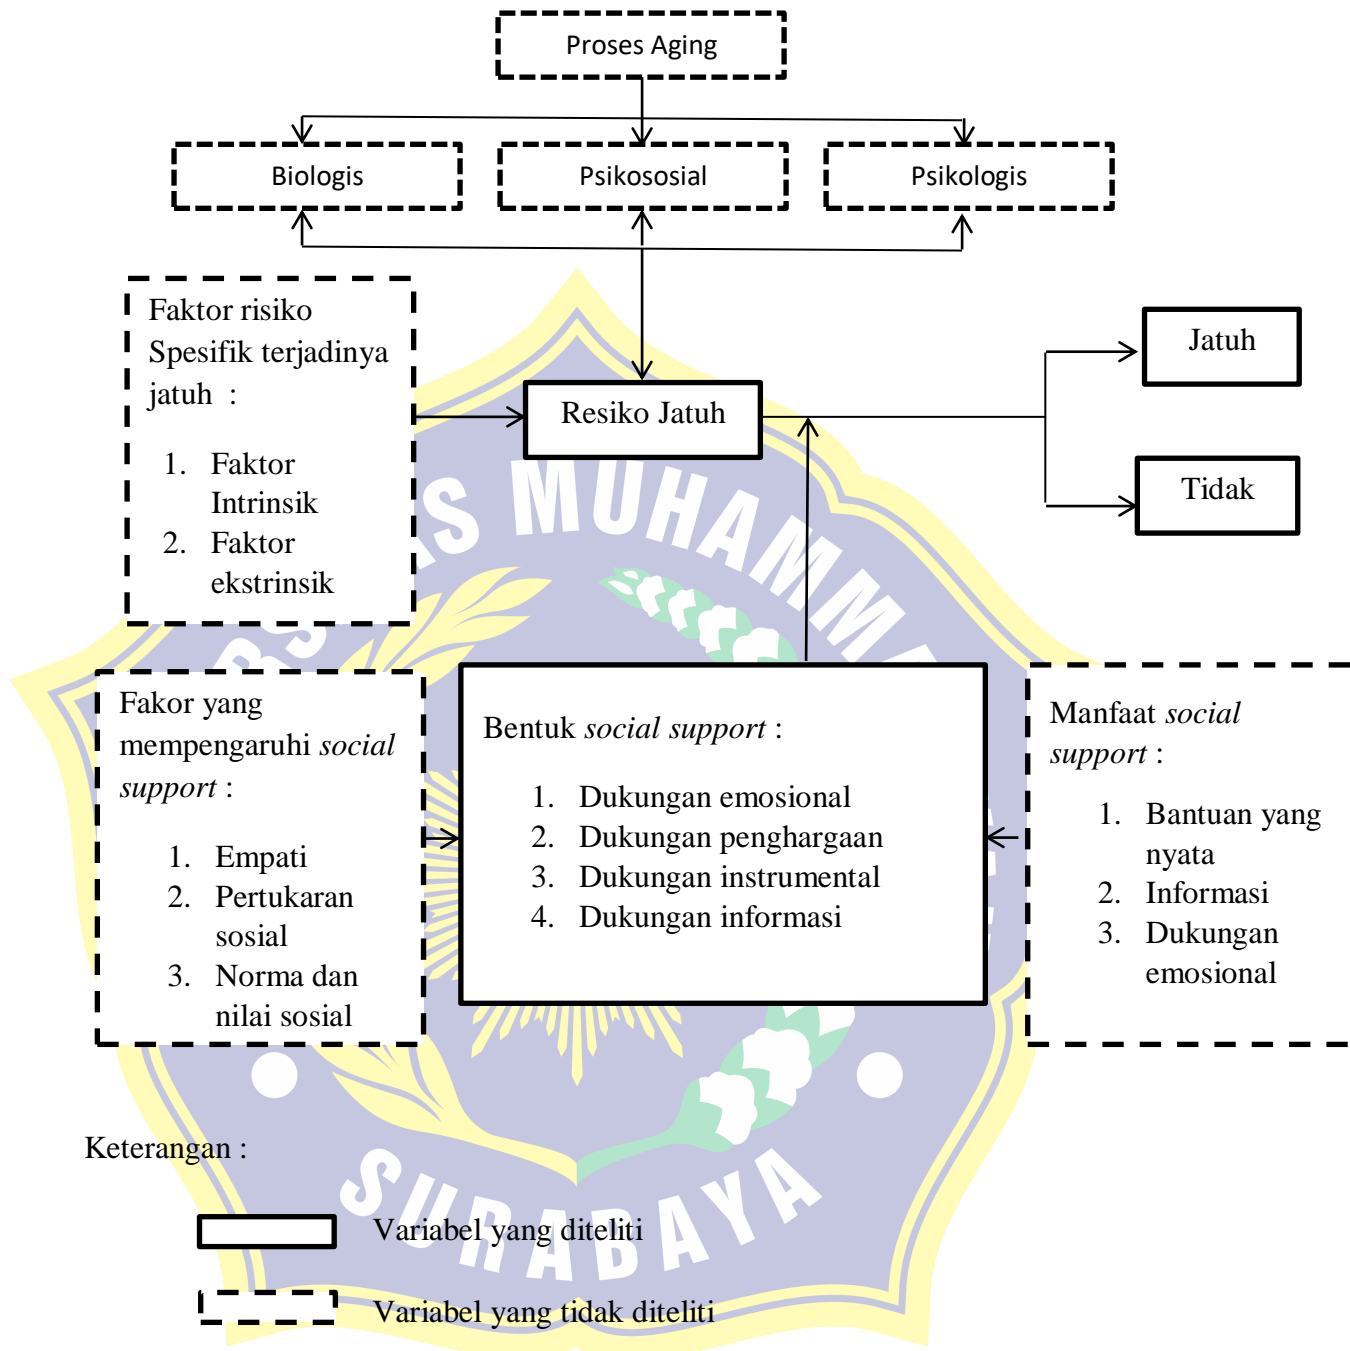 Proses Aging
Biologis
Psikososial
Psikologis
Faktor risiko
Spesifik terjadinya
jatuh :
1. Faktor
Intrinsik
2. Faktor
ekstrinsik
Resiko Jatuh
Jatuh
Tidak
Fakor yang
mempengaruhi social
support :
1. Empati
2. Pertukaran
sosial
3. Norma dan
nilai sosial
Bentuk social support :
1. Dukungan emosional
2. Dukungan penghargaan
3. Dukungan instrumental
4. Dukungan informasi
Manfaat social
support :
1. Bantuan yang
nyata
2. Informasi
3. Dukungan
emosional
Keterangan :
Variabel yang diteliti
Variabel yang tidak diteliti
SURABAYA